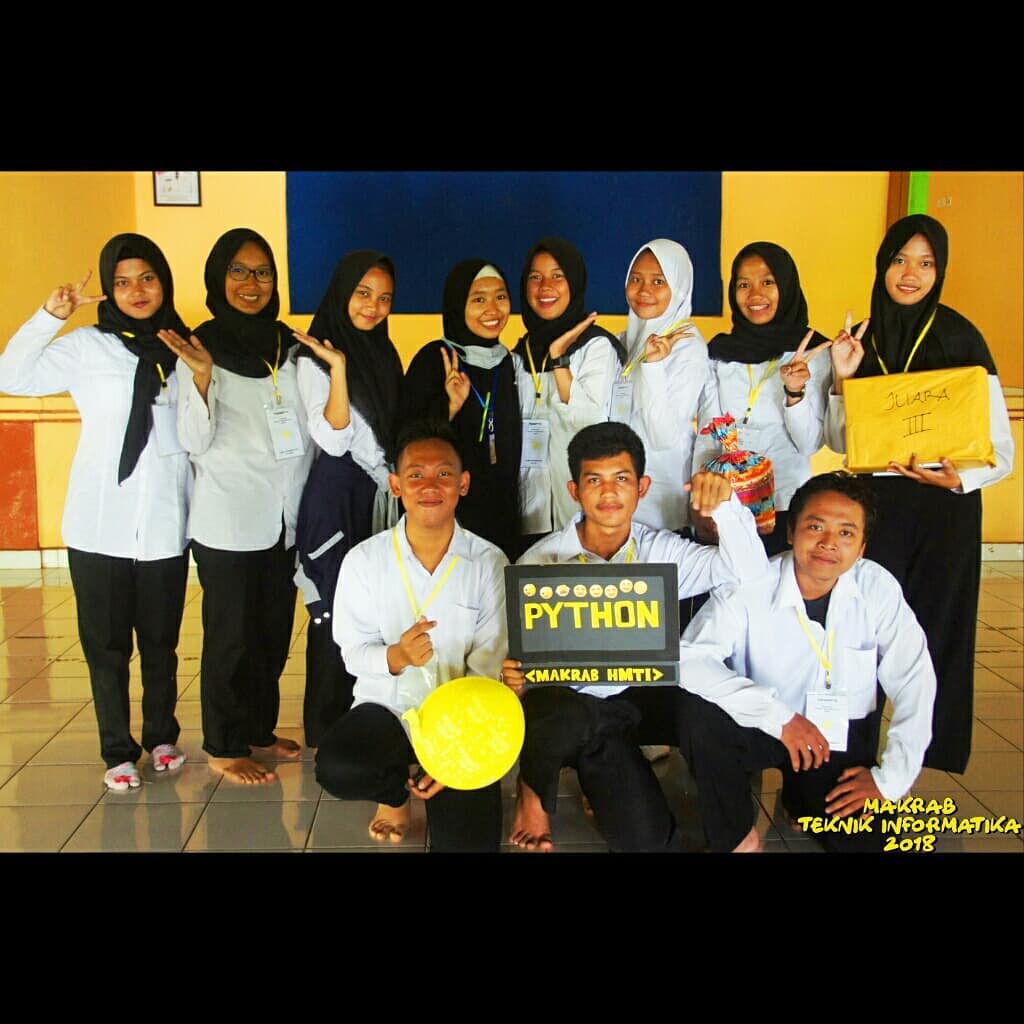 JUARA
III
PYTHON
<MAKRAB HMTI>
MAKRAB
TEKNIK INFORMATIKA
2018